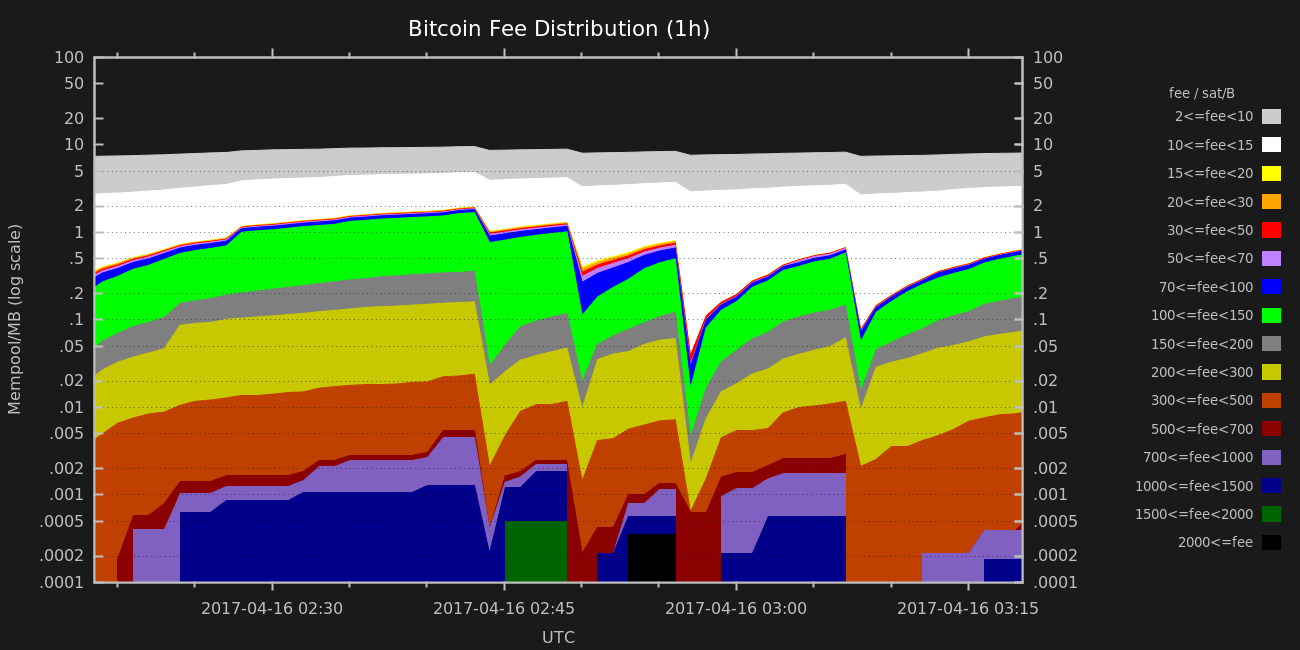 Bitcoin Fee Distribution (1h)
100
50
20
10
5
2
1
.5
.2
.1
.05
.02
.01
.005
.002
.001
.0005
.0002
.0001
Mempool/MB (log scale)
100
50
20
10
5
2
1
.5
.2
.1
.05
.02
.01
.005
.002
.001
.0005
.0002
.0001
2017-04-16 02:30
2017-04-16 02:45
2017-04-16 03:00
2017-04-16 03:15
UTC
fee / sat/B
2<=fee<10
10<=fee<15
15<=fee<20
20<=fee<30
30<=fee<50
50<=fee<70
70<=fee<100
100<=fee<150
150<=fee<200
200<=fee<300
300<=fee<500
500<=fee<700
700<=fee<1000
1000<=fee<1500
1500<=fee<2000
2000<=fee